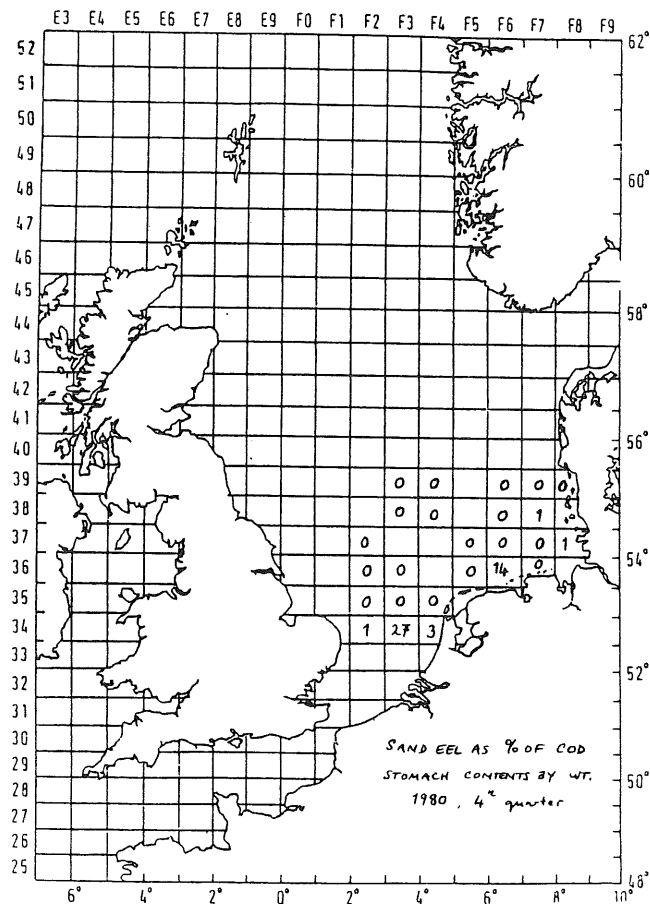 E3 E4 E5 E6 E7 E8 E9 F0 F1 F2 F3 F4 F5 F6 F7 F8 F9
52 62°
51
50
49
48 60°
47
46
45
44 58°
43
42
41
40 56°
39 0 0 0 0 0
38 0 0 0 1
37 0 0 0 0 1 54°
36 0 0 0 14 0
35 0 0 0
34 1 27 3
33
32 52°
31
30
29 SAND EEL AS % OF COD
28 STOMACH CONTENTS BY WT. 50°
27 1980, 4th quarter
26
25 48°
6° 4° 2° 0° 2° 4° 6° 8° 10°